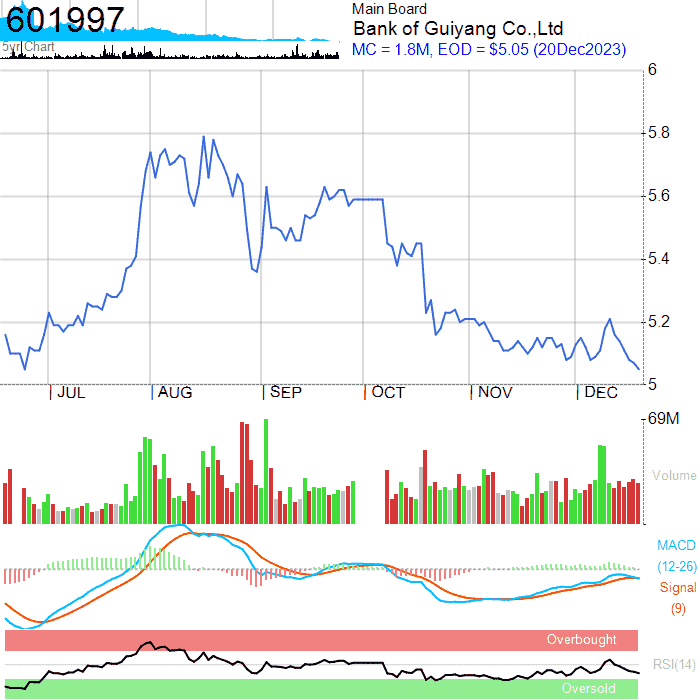 601997
5yr Chart
Main Board
Bank of Guiyang Co.,Ltd
MC = 1.8M, EOD = $5.05 (20Dec2023)
6
5.8
5.6
5.4
5.2
5
JUL AUG SEP OCT NOV DEC
69M
Volume
MACD
(12-26)
Signal
(9)
Overbought
RSI(14)
Oversold